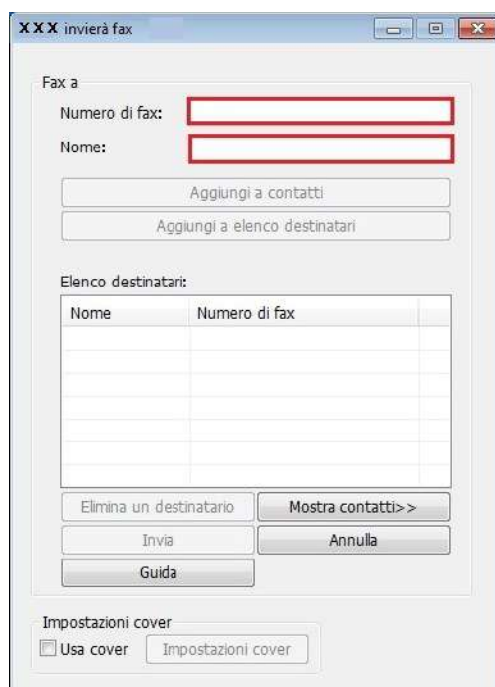 XXX invierà fax
Fax a
Numero di fax:
Nome:
Aggiungi a contatti
Aggiungi a elenco destinatari
Elenco destinatari:
Nome Numero di fax
Elimina un destinatario Mostra contatti>>
Invia Annulla
Guida
Impostazioni cover
Usa cover Impostazioni cover